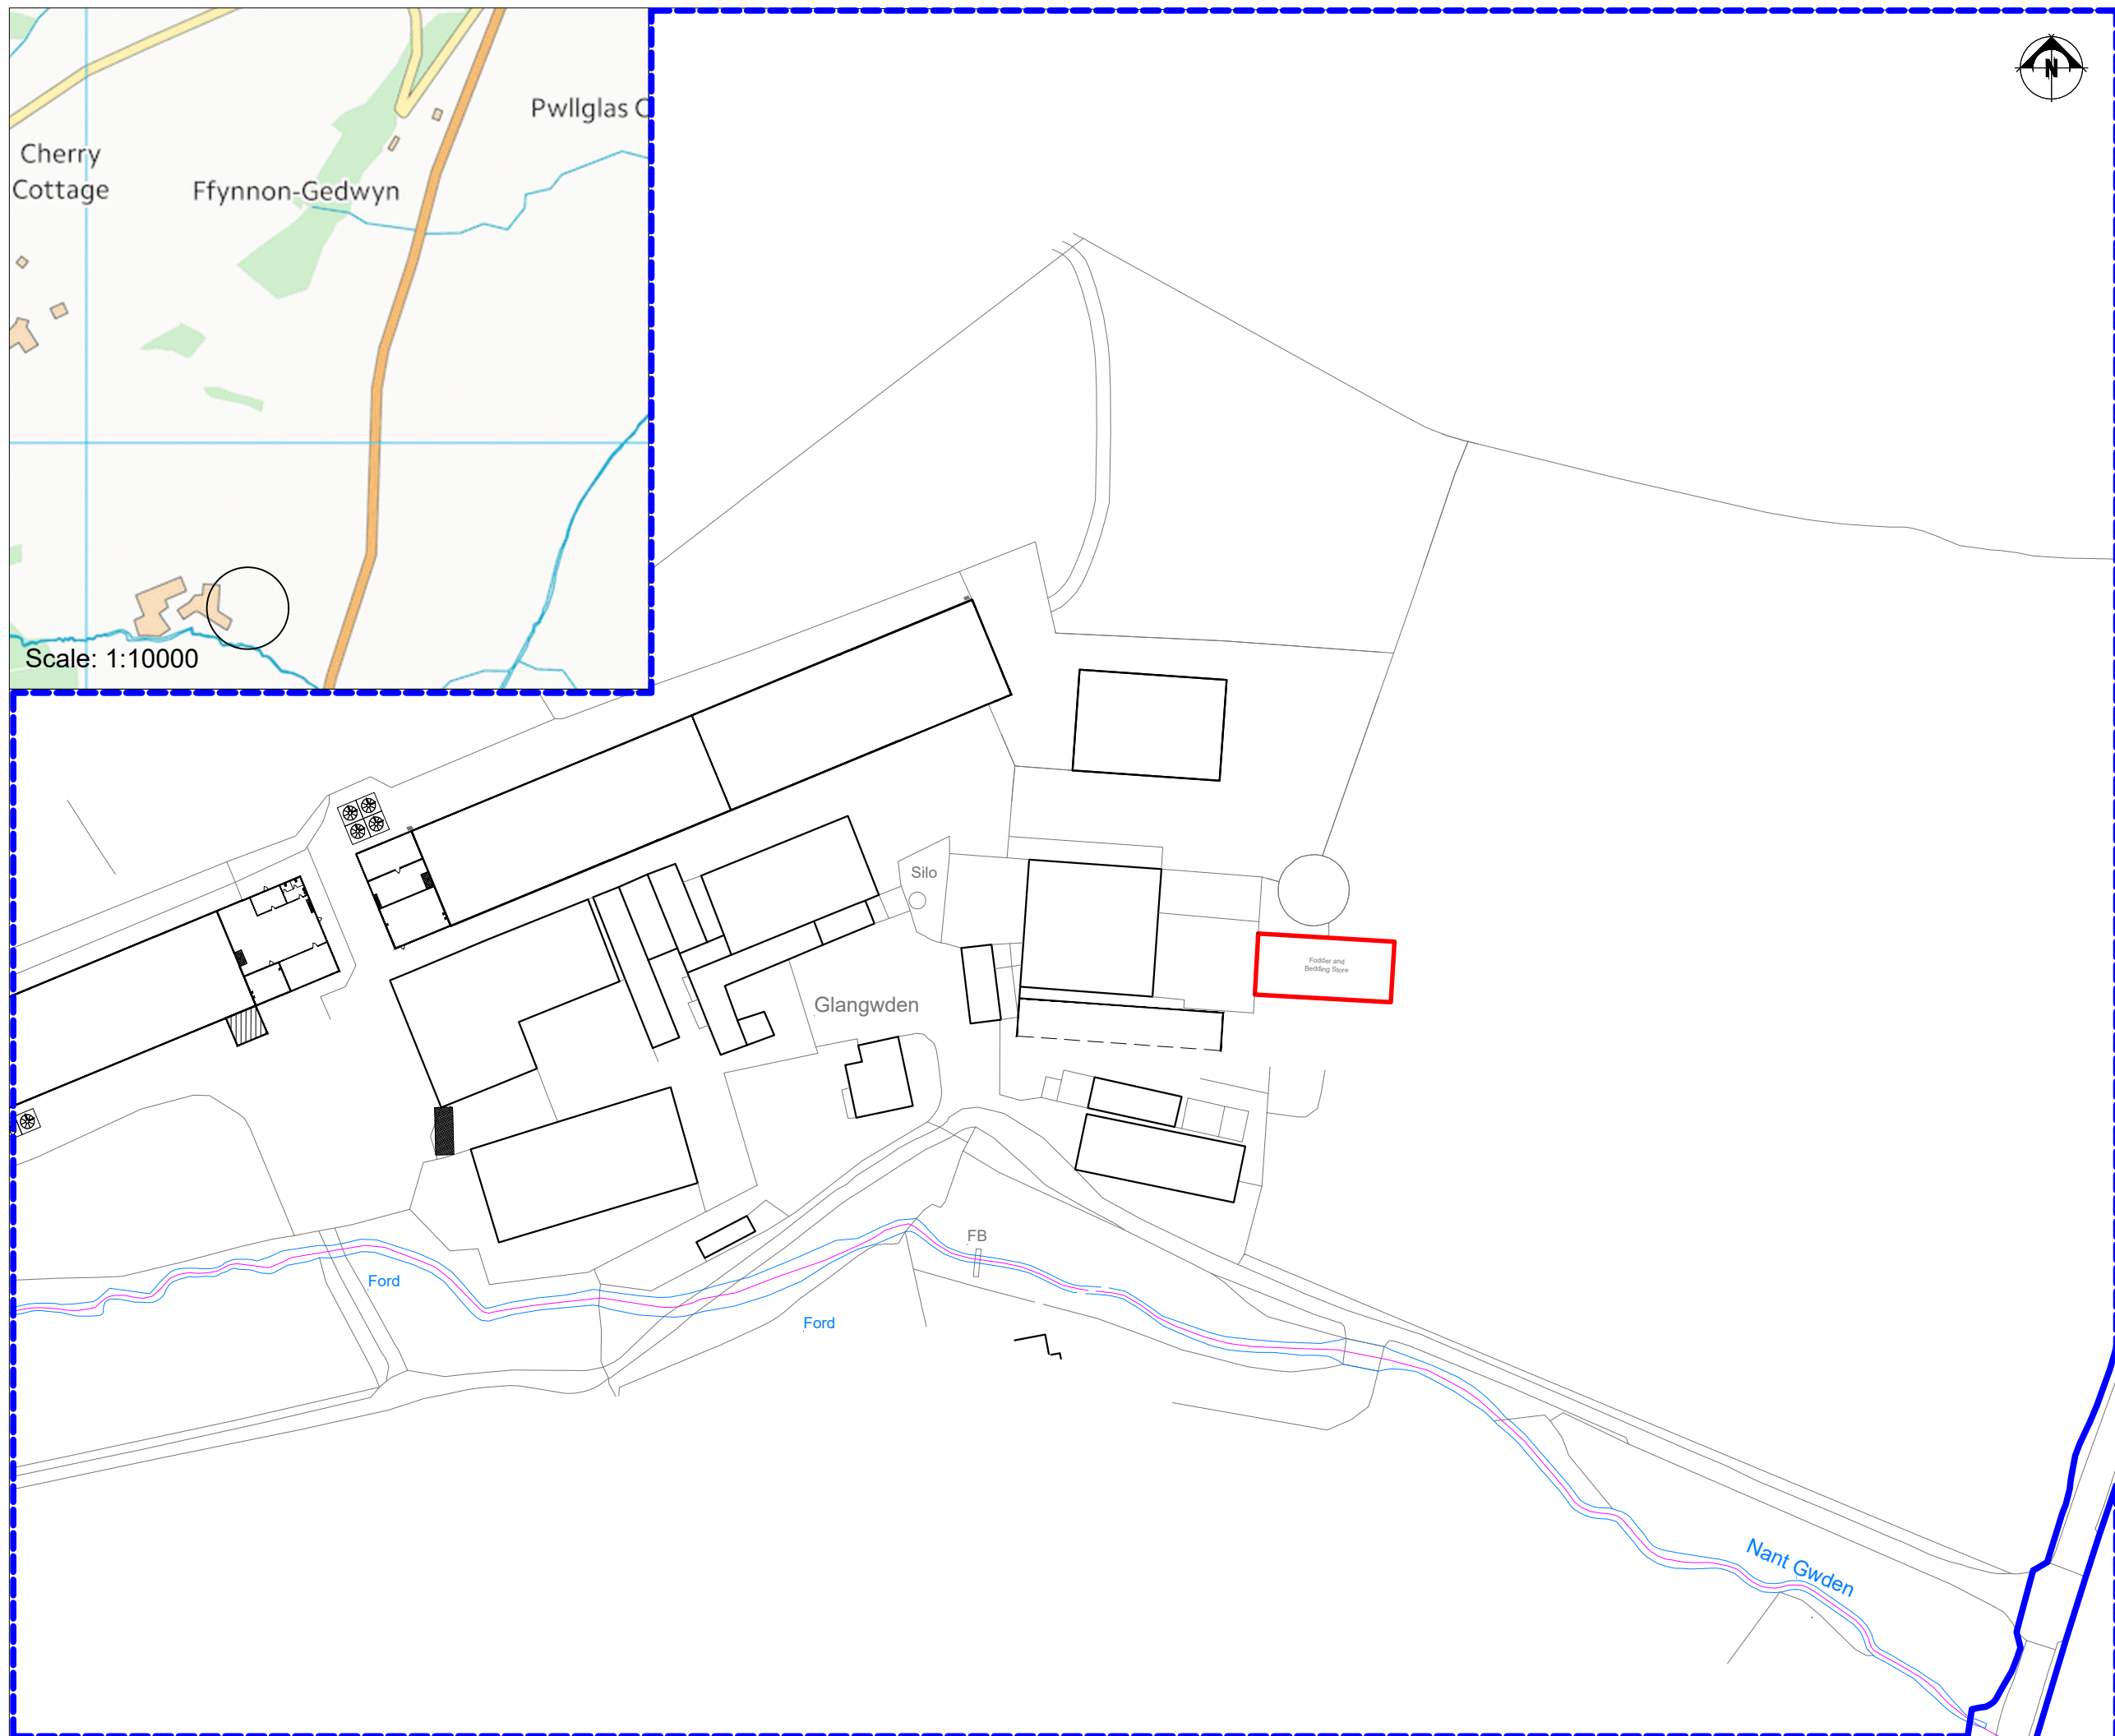 Pwllglas C
Cherry
Cottage
Ffynnon-Gedwyn
Scale: 1:10000
N
Silo
Fodder and
Bedding Store
Glangwden
FB
Ford
Ford
Nant Gwden